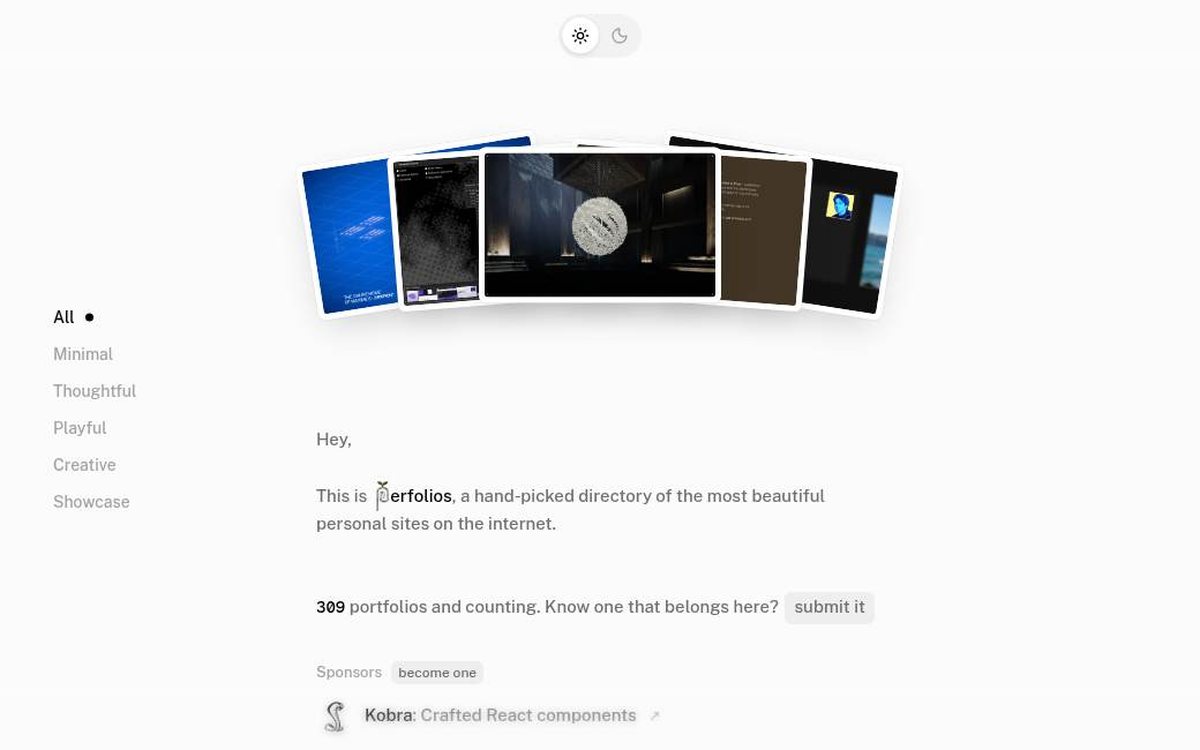 All
Minimal
Thoughtful
Playful
Creative
Showcase
Hey,
This is perfolios, a hand-picked directory of the most beautiful
personal sites on the internet.
309 portfolios and counting. Know one that belongs here? submit it
Sponsors become one
Kobra: Crafted React components ↗